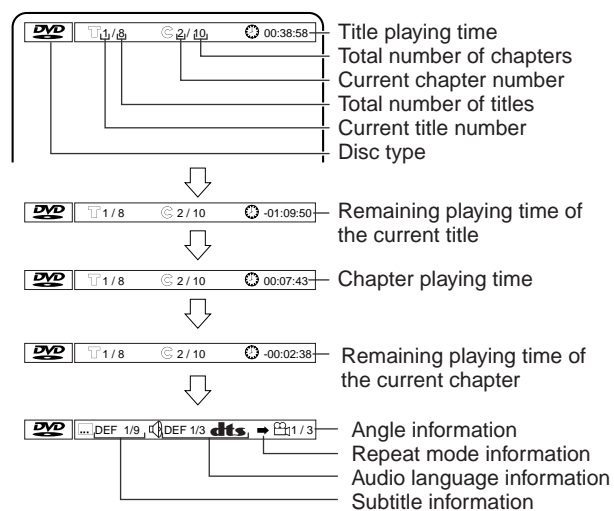 DVD T 1 / 8 C 2 / 10 00:38:58
Title playing time
Total number of chapters
Current chapter number
Total number of titles
Current title number
Disc type
DVD T 1 / 8 C 2 / 10 -01:09:50
Remaining playing time of
the current title
DVD T 1 / 8 C 2 / 10 00:07:43
Chapter playing time
DVD T 1 / 8 C 2 / 10 -00:02:38
Remaining playing time of
the current chapter
DVD ... DEF 1/9 DEF 1/3 dts 1 / 3
Angle information
Repeat mode information
Audio language information
Subtitle information